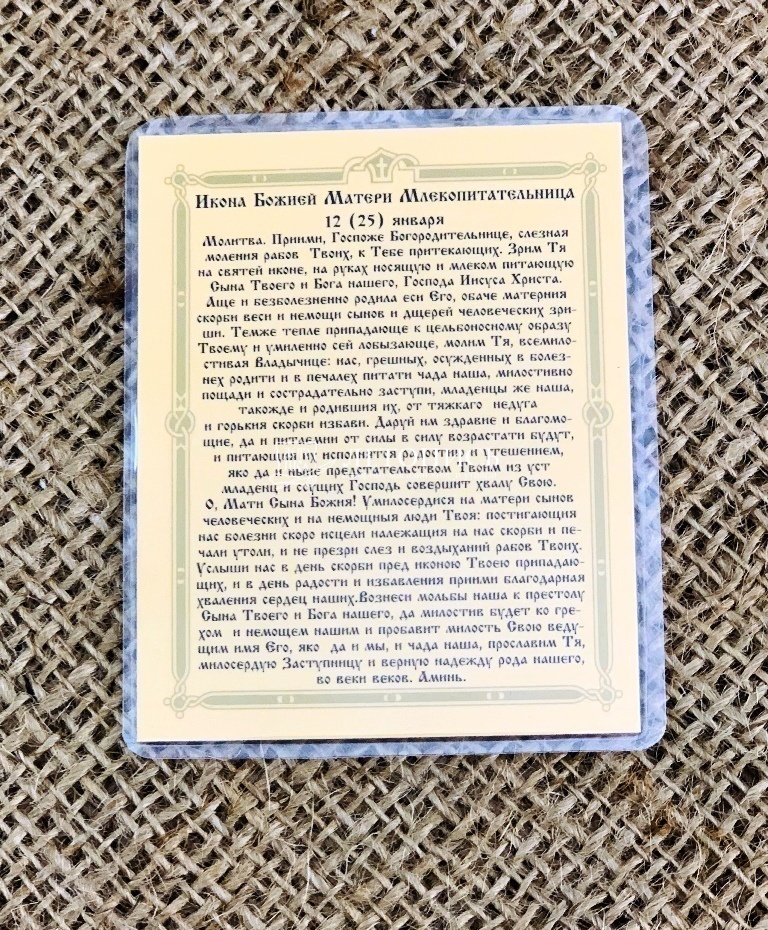 Икона Божией Матери Млекопитательница
12 (25) января
Молитва. Приими, Госпоже Богородительнице, слезная
моления рабов Твоих, к Тебе притекающих. Зрим Тя
на святей иконе, на руках носящую и млеком питающую
Сына Твоего и Бога нашего, Господа Иисуса Христа.
Аще и безболезненно родила еси Его, обаче материия
скорби веси и немощи сынов и дщерей человеческих зри-
ши. Темже тепле припадающе к цельбоносному образу
Твоему и умиленно сей лобызающе, молим Тя, всемило-
стивая Владычице: нас, грешных, осужденных в болез-
нех родити и в печалех питати чада наша, милостивно
пощади и сострадательно заступи, младенцы же наша,
такожде и родившия их, от тяжкаго недуга
и горькия скорби избави. Даруй им здравие и благомо-
щие, да и питаемии от силы в силу возрастати будут,
и питающия их исполнятся радостию и утешением,
яко да и ныне предстательством Твоим из уст
младенц и ссущих Господь совершит хвалу Свою.
О, Мати Сына Божия! Умилосердися на матери сынов
человеческих и на немощныя люди Твоя: постигающия
нас болезни скоро исцели належащия на нас скорби и пе-
чали утоли, и не презри слез и воздыханий рабов Твоих.
Услыши нас в день скорби пред иконою Твоею припадаю-
щих, и в день радости и избавления приими благодарная
хваления сердец наших.Вознеси мольбы наша к престолу
Сына Твоего и Бога нашего, да милостив будет ко гре-
хом и немощем нашим и пробавит милость Свою веду-
щим имя Его, яко да и мы, и чада наша, прославим Тя,
милосердую Заступницу и верную надежду рода нашего,
во веки веков. Аминь.